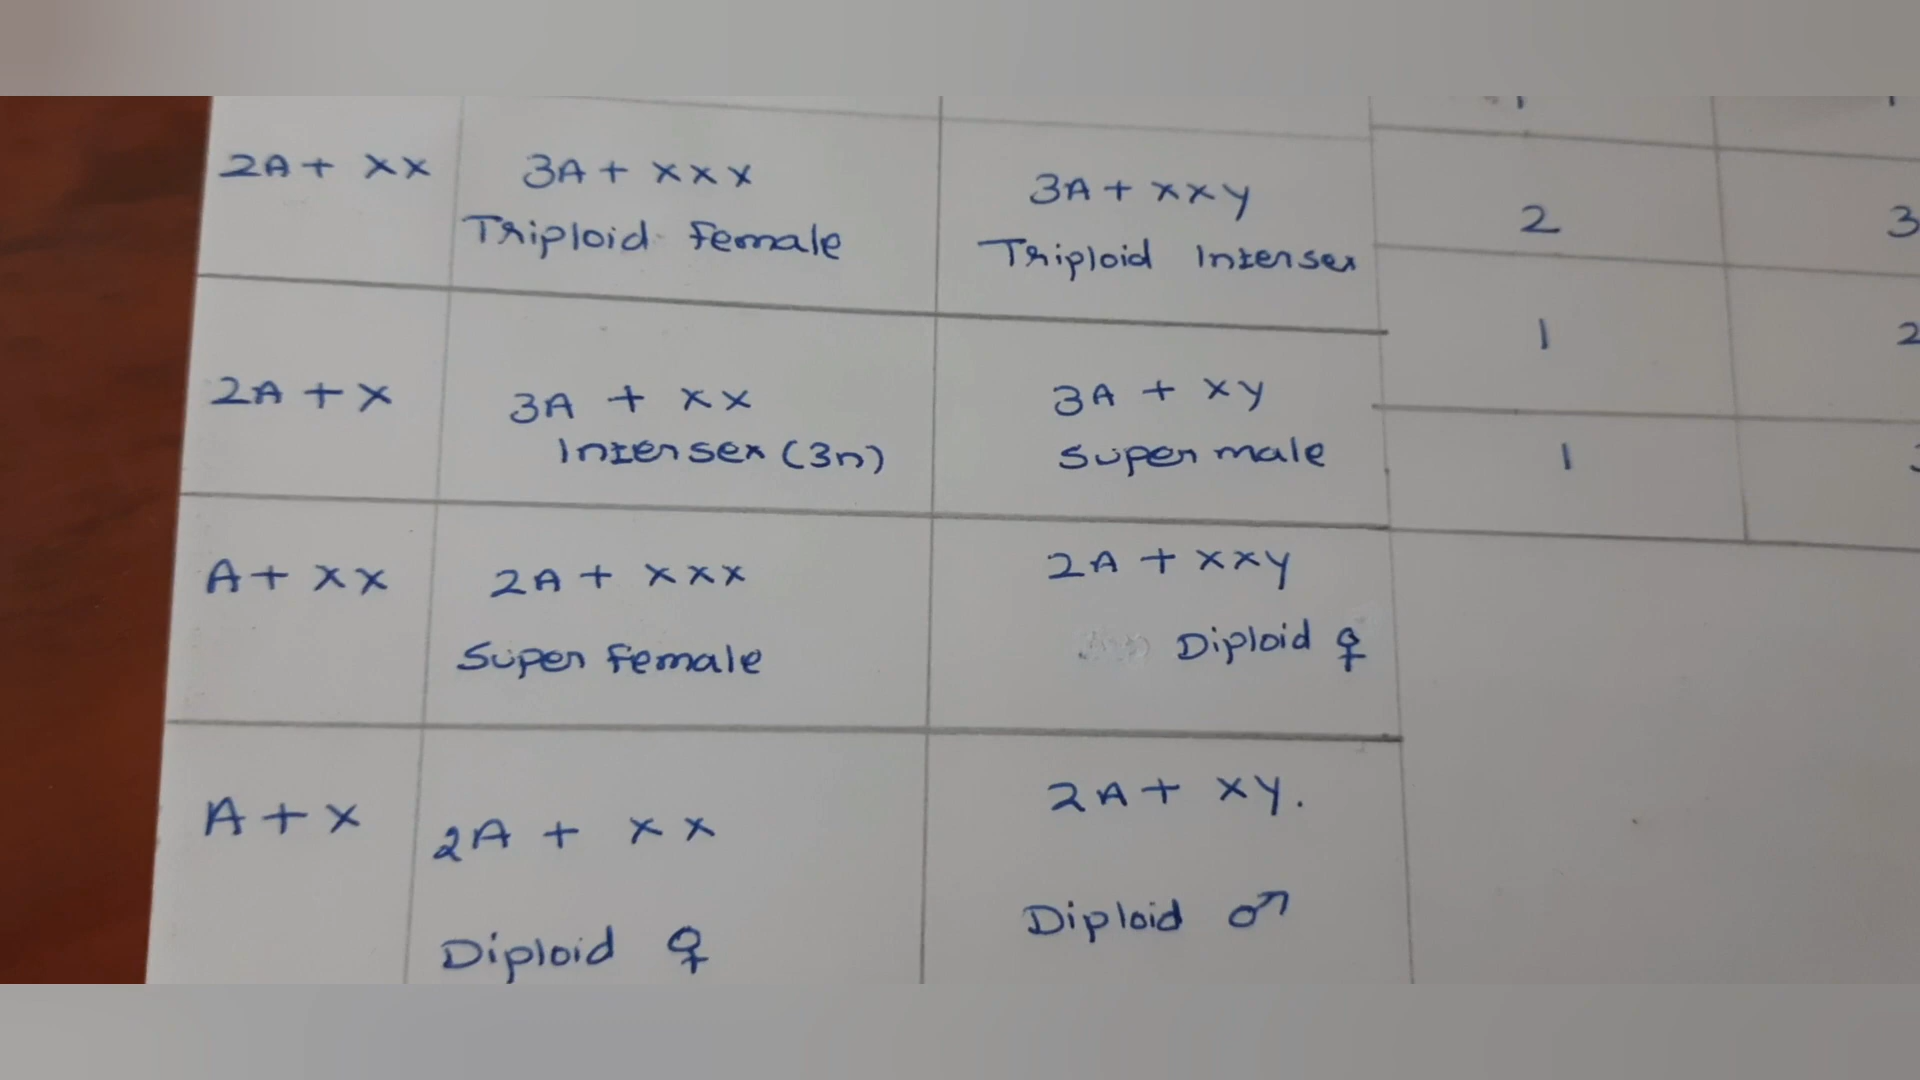 2A+ XX 3A + XXX 3A + XXY
Triploid Female Triploid Intersex
2 3
1 2
2A + X 3A + XX 3A + XY
Intersex (3n) Super male
1
A + XX 2A + XXX 2A + XXY
Super Female Diploid ♀
A + X 2A + XX 2A + XY.
Diploid ♀ Diploid ♂